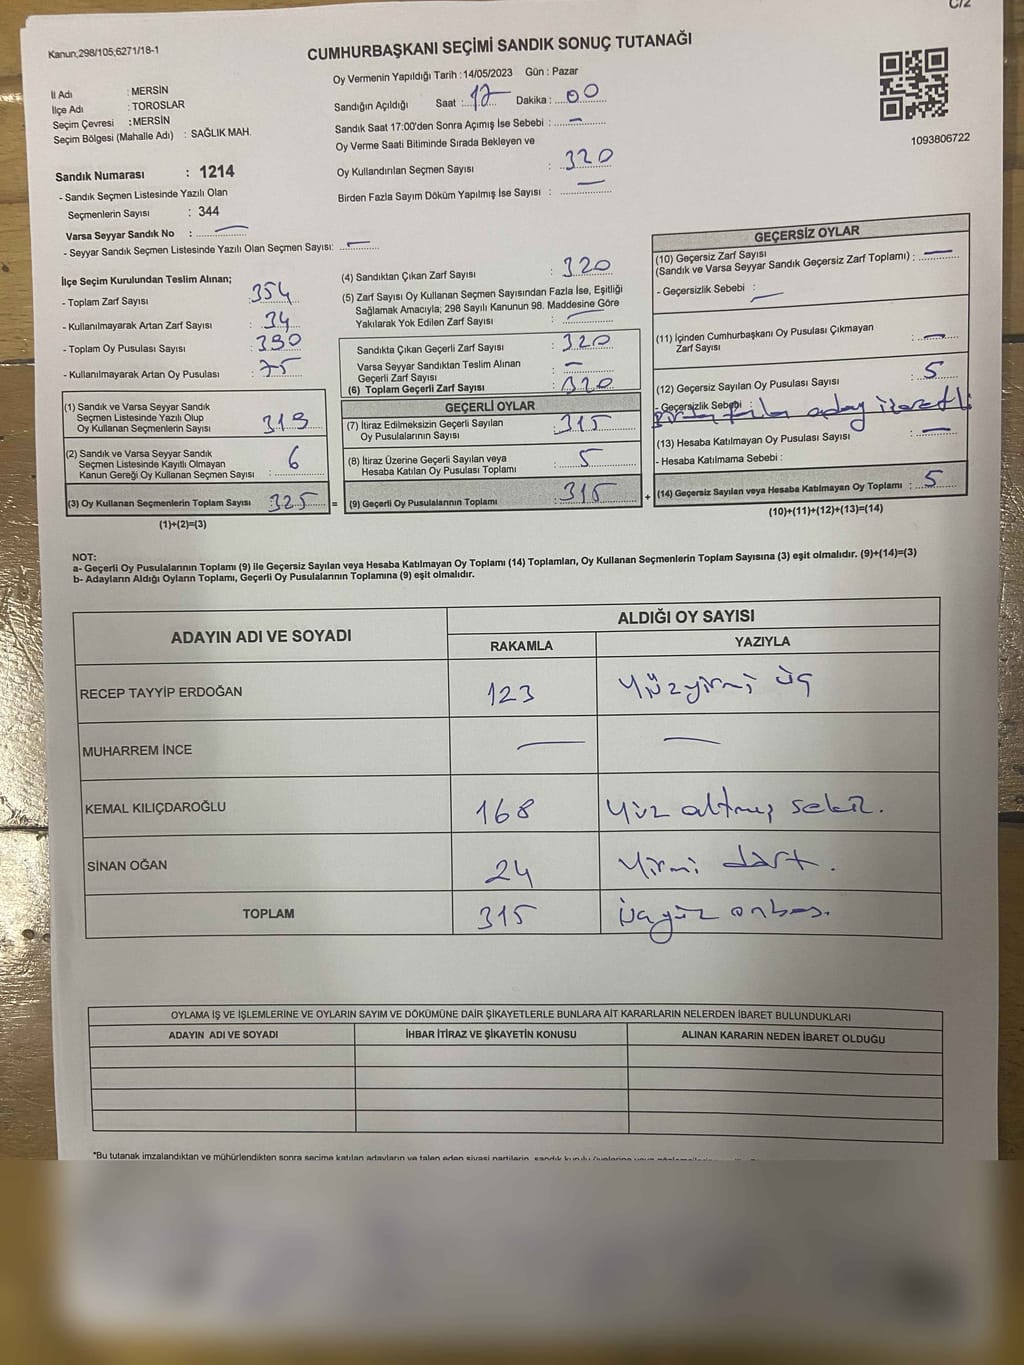 C/2
Kanun;298/105;6271/18-1
CUMHURBAŞKANI SEÇİMİ SANDIK SONUÇ TUTANAĞI
İl Adı : MERSİN
İlçe Adı : TOROSLAR
Seçim Çevresi : MERSİN
Seçim Bölgesi (Mahalle Adı) : SAĞLIK MAH.
Oy Vermenin Yapıldığı Tarih : 14/05/2023 Gün : Pazar
Sandığın Açıldığı Saat : 17 Dakika : 00
Sandık Saat 17:00'den Sonra Açımış İse Sebebi : —
Oy Verme Saati Bitiminde Sırada Bekleyen ve
Oy Kullandırılan Seçmen Sayısı : 320
Birden Fazla Sayım Döküm Yapılmış İse Sayısı : —
1093806722
Sandık Numarası : 1214
- Sandık Seçmen Listesinde Yazılı Olan
Seçmenlerin Sayısı : 344
Varsa Seyyar Sandık No : —
- Seyyar Sandık Seçmen Listesinde Yazılı Olan Seçmen Sayısı: —
İlçe Seçim Kurulundan Teslim Alınan;
- Toplam Zarf Sayısı : 354
- Kullanılmayarak Artan Zarf Sayısı : 34
- Toplam Oy Pusulası Sayısı : 390
- Kullanılmayarak Artan Oy Pusulası : 75
(1) Sandık ve Varsa Seyyar Sandık
Seçmen Listesinde Yazılı Olup
Oy Kullanan Seçmenlerin Sayısı : 319
(2) Sandık ve Varsa Seyyar Sandık
Seçmen Listesinde Kayıtlı Olmayan
Kanun Gereği Oy Kullanan Seçmen Sayısı : 6
(3) Oy Kullanan Seçmenlerin Toplam Sayısı 325 =
(1)+(2)=(3)
(4) Sandıktan Çıkan Zarf Sayısı : 320
(5) Zarf Sayısı Oy Kullanan Seçmen Sayısından Fazla İse, Eşitliği
Sağlamak Amacıyla; 298 Sayılı Kanunun 98. Maddesine Göre
Yakılarak Yok Edilen Zarf Sayısı : —
Sandıkta Çıkan Geçerli Zarf Sayısı : 320
Varsa Seyyar Sandıktan Teslim Alınan
Geçerli Zarf Sayısı : —
(6) Toplam Geçerli Zarf Sayısı : 320
GEÇERLİ OYLAR
(7) İtiraz Edilmeksizin Geçerli Sayılan
Oy Pusulalarının Sayısı : 315
(8) İtiraz Üzerine Geçerli Sayılan veya
Hesaba Katılan Oy Pusulası Toplamı : 5
(9) Geçerli Oy Pusulalarının Toplamı : 315 +
GEÇERSİZ OYLAR
(10) Geçersiz Zarf Sayısı
(Sandık ve Varsa Seyyar Sandık Geçersiz Zarf Toplamı) : —
- Geçersizlik Sebebi : —
(11) İçinden Cumhurbaşkanı Oy Pusulası Çıkmayan
Zarf Sayısı : —
(12) Geçersiz Sayılan Oy Pusulası Sayısı : 5
- Geçersizlik Sebebi : aday işaretli
(13) Hesaba Katılmayan Oy Pusulası Sayısı : —
- Hesaba Katılmama Sebebi :
(14) Geçersiz Sayılan veya Hesaba Katılmayan Oy Toplamı : 5
(10)+(11)+(12)+(13)=(14)
NOT:
a- Geçerli Oy Pusulalarının Toplamı (9) ile Geçersiz Sayılan veya Hesaba Katılmayan Oy Toplamı (14) Toplamları, Oy Kullanan Seçmenlerin Toplam Sayısına (3) eşit olmalıdır. (9)+(14)=(3)
b- Adayların Aldığı Oyların Toplamı, Geçerli Oy Pusulalarının Toplamına (9) eşit olmalıdır.
ADAYIN ADI VE SOYADI
ALDIĞI OY SAYISI
RAKAMLA YAZIYLA
RECEP TAYYİP ERDOĞAN 123 Yüzyirmi üç
MUHARREM İNCE — —
KEMAL KILIÇDAROĞLU 168 Yüz altmış sekiz.
SİNAN OĞAN 24 Yirmi dört.
TOPLAM 315 üçyüz onbeş.
OYLAMA İŞ VE İŞLEMLERİNE VE OYLARIN SAYIM VE DÖKÜMÜNE DAİR ŞİKAYETLERLE BUNLARA AİT KARARLARIN NELERDEN İBARET BULUNDUKLARI
ADAYIN ADI VE SOYADI İHBAR İTİRAZ VE ŞİKAYETİN KONUSU ALINAN KARARIN NEDEN İBARET OLDUĞU
*Bu tutanak imzalandıktan ve mühürlendikten sonra seçime katılan adayların ve talep eden siyasi partilerin,